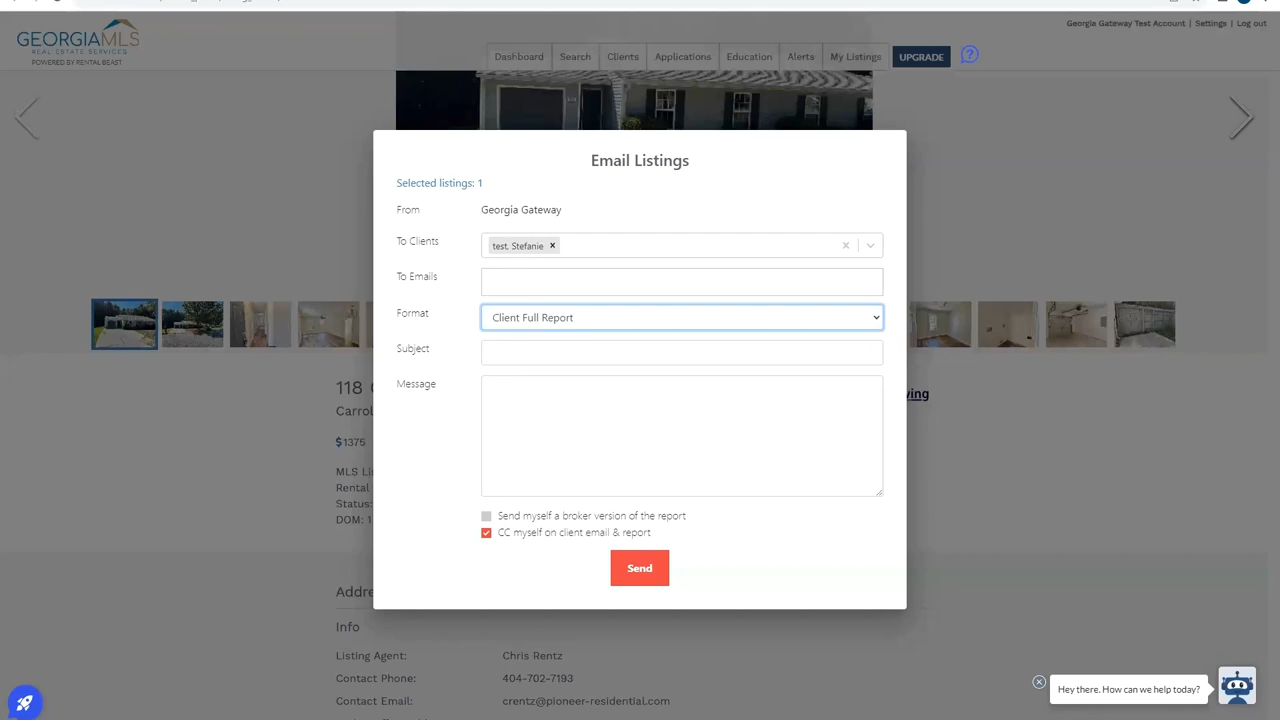 Georgia Gateway Test Account | Settings | Log out
GEORGIAMLS
REAL ESTATE SERVICES
POWERED BY RENTAL BEAST
Dashboard Search Clients Applications Education Alerts My Listings UPGRADE ?
Email Listings
Selected listings: 1
From Georgia Gateway
To Clients test, Stefanie ×
To Emails
Format Client Full Report
Subject
Message
Send myself a broker version of the report
CC myself on client email & report
Send
118
Carrol
ving
$1375
MLS Lis
Rental
Status:
DOM: 1
Addre
Info
Listing Agent: Chris Rentz
Contact Phone: 404-702-7193
Contact Email: crentz@pioneer-residential.com
Hey there. How can we help today?